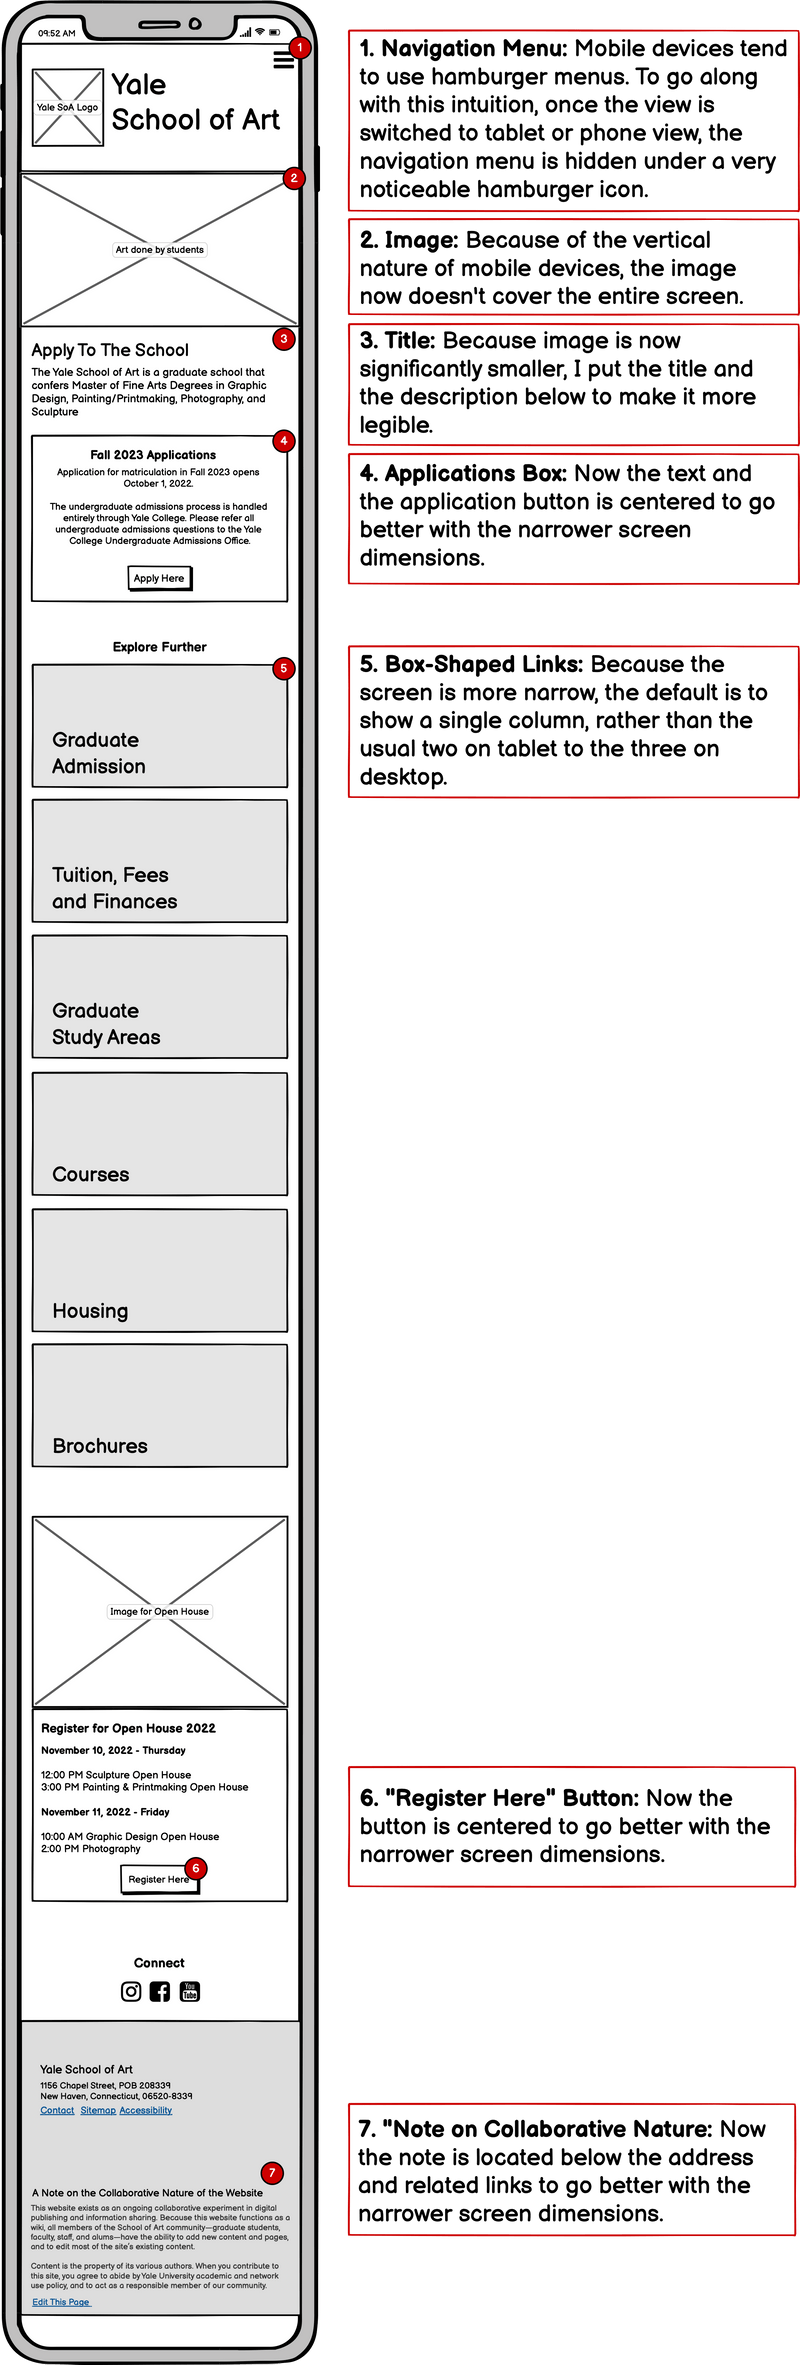 09:52 AM
Yale SoA Logo
Yale
School of Art
1
2
Art done by students
3
Apply To The School
The Yale School of Art is a graduate school that
confers Master of Fine Arts Degrees in Graphic
Design, Painting/Printmaking, Photography, and
Sculpture
4
Fall 2023 Applications
Application for matriculation in Fall 2023 opens
October 1, 2022.
The undergraduate admissions process is handled
entirely through Yale College. Please refer all
undergraduate admissions questions to the Yale
College Undergraduate Admissions Office.
Apply Here
Explore Further
5
Graduate
Admission
Tuition, Fees
and Finances
Graduate
Study Areas
Courses
Housing
Brochures
Image for Open House
Register for Open House 2022
November 10, 2022 - Thursday
12:00 PM Sculpture Open House
3:00 PM Painting & Printmaking Open House
November 11, 2022 - Friday
10:00 AM Graphic Design Open House
2:00 PM Photography
6
Register Here
Connect
You
Tube
Yale School of Art
1156 Chapel Street, POB 208339
New Haven, Connecticut, 06520-8339
Contact Sitemap Accessibility
7
A Note on the Collaborative Nature of the Website
This website exists as an ongoing collaborative experiment in digital
publishing and information sharing. Because this website functions as a
wiki, all members of the School of Art community—graduate students,
faculty, staff, and alums—have the ability to add new content and pages,
and to edit most of the site's existing content.
Content is the property of its various authors. When you contribute to
this site, you agree to abide by Yale University academic and network
use policy, and to act as a responsible member of our community.
Edit This Page
1. Navigation Menu: Mobile devices tend
to use hamburger menus. To go along
with this intuition, once the view is
switched to tablet or phone view, the
navigation menu is hidden under a very
noticeable hamburger icon.
2. Image: Because of the vertical
nature of mobile devices, the image
now doesn't cover the entire screen.
3. Title: Because image is now
significantly smaller, I put the title and
the description below to make it more
legible.
4. Applications Box: Now the text and
the application button is centered to go
better with the narrower screen
dimensions.
5. Box-Shaped Links: Because the
screen is more narrow, the default is to
show a single column, rather than the
usual two on tablet to the three on
desktop.
6. "Register Here" Button: Now the
button is centered to go better with the
narrower screen dimensions.
7. "Note on Collaborative Nature: Now
the note is located below the address
and related links to go better with the
narrower screen dimensions.